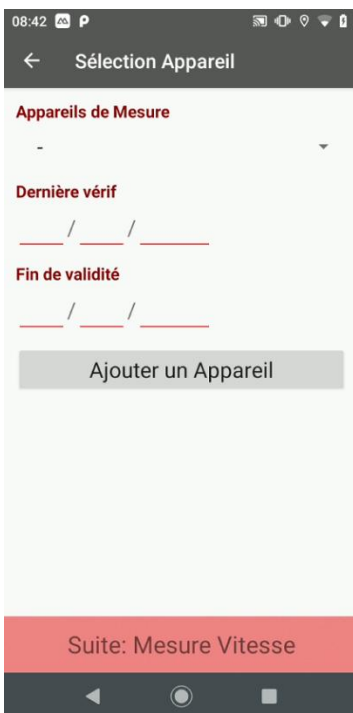 08:42
Sélection Appareil
Appareils de Mesure
-
Dernière vérif
/ /
Fin de validité
/ /
Ajouter un Appareil
Suite: Mesure Vitesse